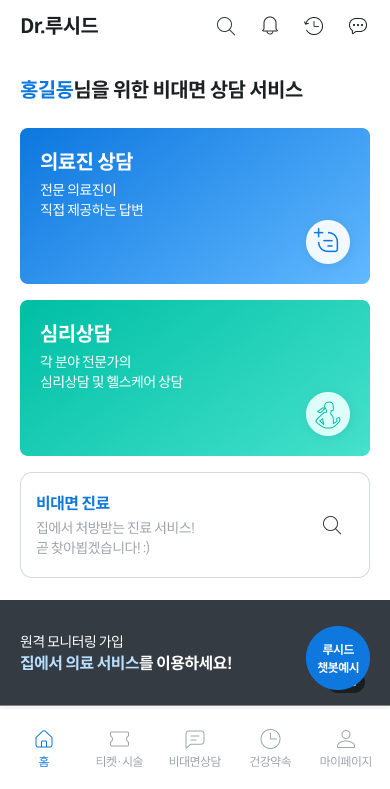 Dr.루시드
홍길동님을 위한 비대면 상담 서비스
의료진 상담
전문 의료진이
직접 제공하는 답변
심리상담
각 분야 전문가의
심리상담 및 헬스케어 상담
비대면 진료
집에서 처방받는 진료 서비스!
곧 찾아뵙겠습니다! :)
원격 모니터링 가입
집에서 의료 서비스를 이용하세요!
루시드
챗봇예시
홈
티켓·시술
비대면상담
건강약속
마이페이지